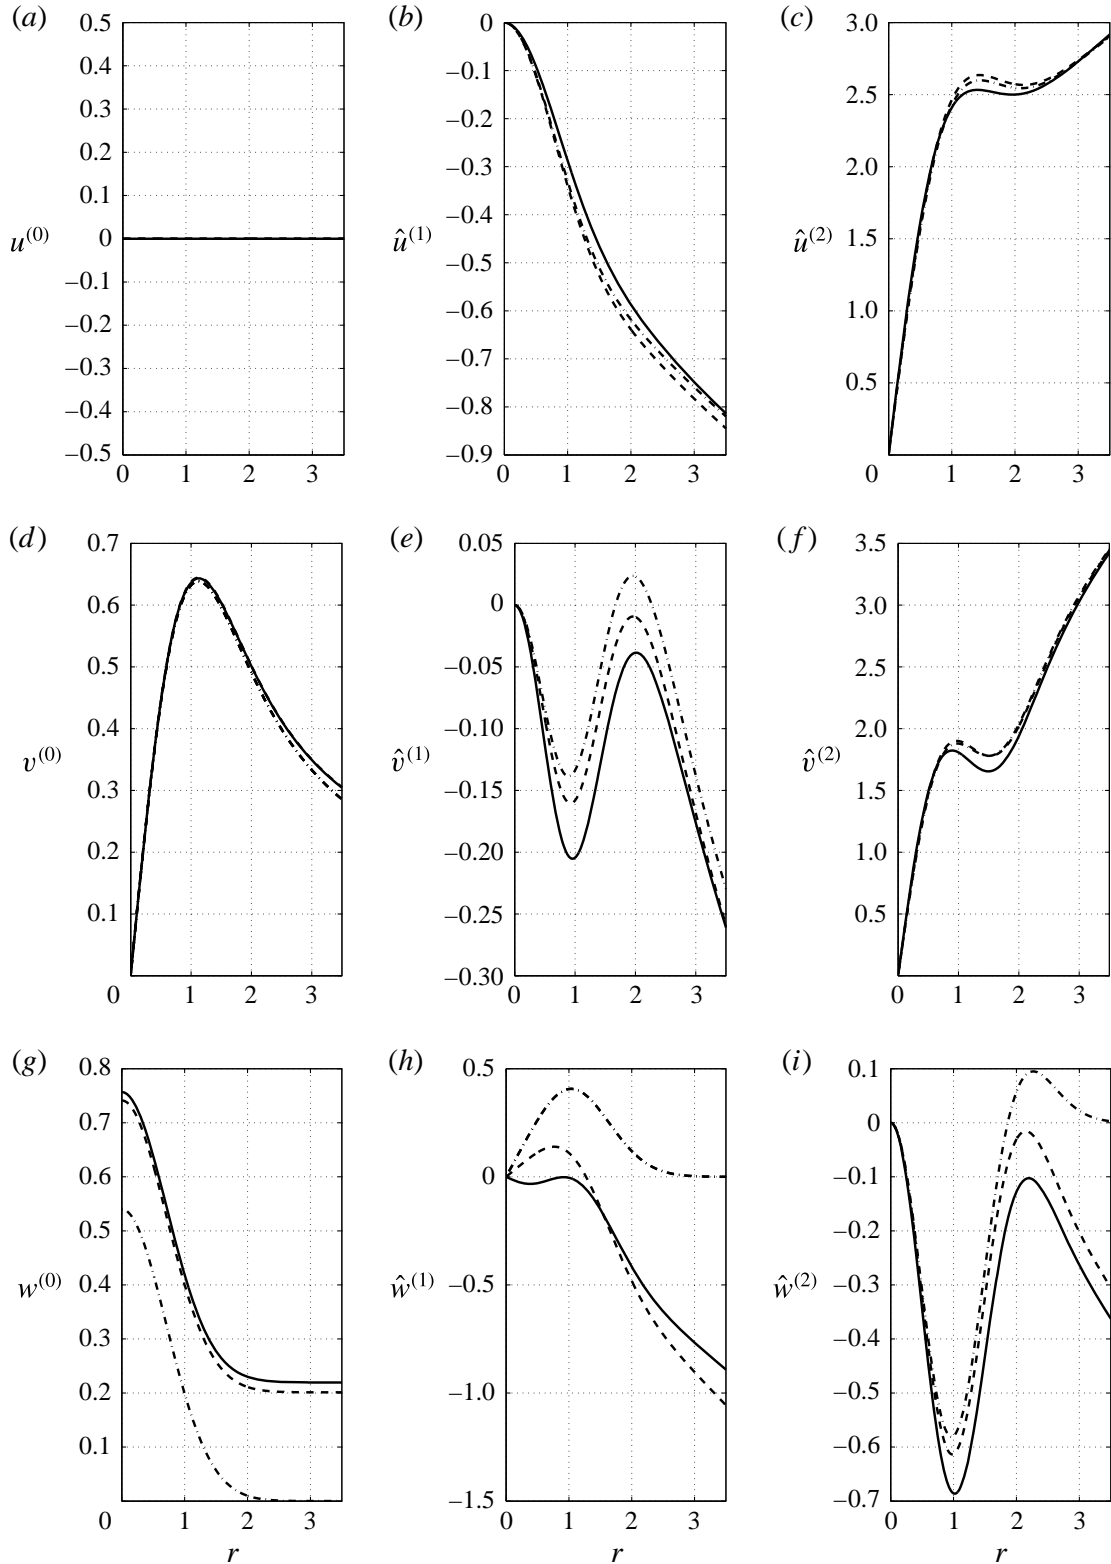 (a) (b) (c)
0.5 0 3.0
0.4 –0.1
0.3 –0.2 2.5
0.2 –0.3 2.0
0.1 –0.4
u(0) 0 û(1) –0.5 û(2) 1.5
–0.1 –0.6
–0.2 –0.7 1.0
–0.3 –0.8 0.5
–0.4
–0.5 –0.9
0 1 2 3 0 1 2 3 0 1 2 3
(d) (e) (f)
0.7 0.05 3.5
0.6 0 3.0
0.5 –0.05 2.5
0.4 –0.10 2.0
v(0) 0.3 v̂(1) –0.15 v̂(2) 1.5
0.2 –0.20 1.0
0.1 –0.25 0.5
–0.30
0 1 2 3 0 1 2 3 0 1 2 3
(g) (h) (i)
0.8 0.5 0.1
0.7 0
0.6 0 –0.1
0.5 –0.2
w(0) 0.4 ŵ(1) –0.5 ŵ(2) –0.3
0.3 –0.4
0.2 –1.0 –0.5
0.1 –0.6
–1.5 –0.7
0 1 2 3 0 1 2 3 0 1 2 3
r r r